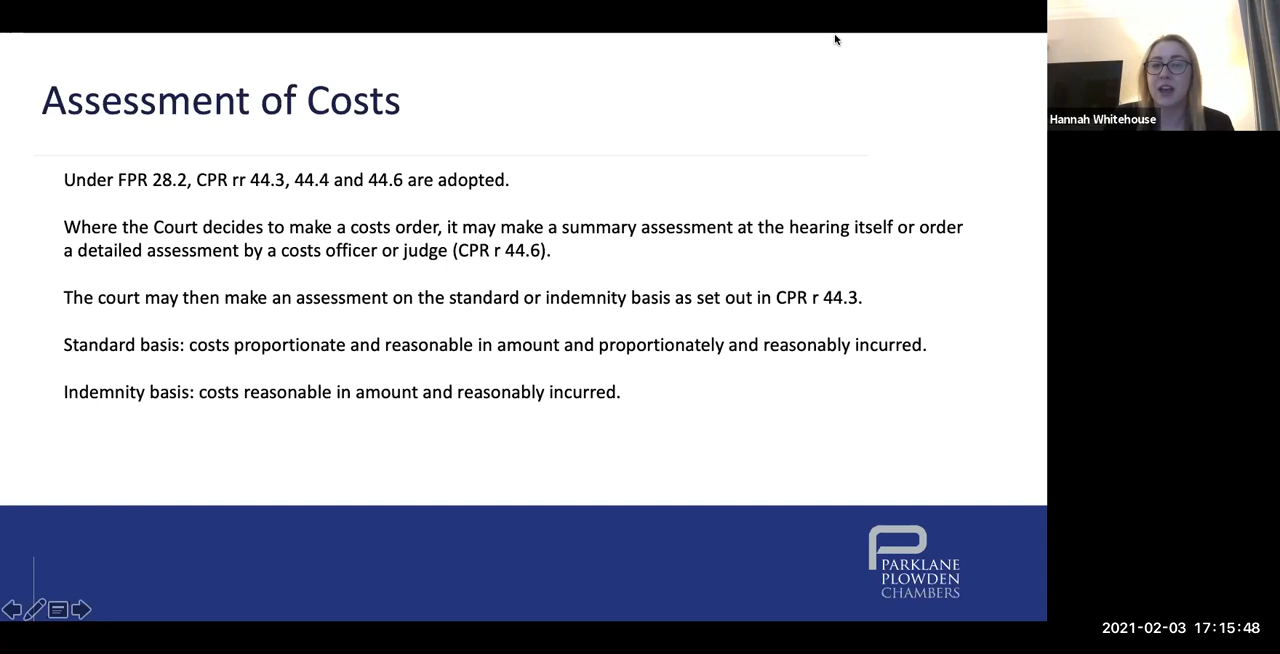 Assessment of Costs
Under FPR 28.2, CPR rr 44.3, 44.4 and 44.6 are adopted.
Where the Court decides to make a costs order, it may make a summary assessment at the hearing itself or order
a detailed assessment by a costs officer or judge (CPR r 44.6).
The court may then make an assessment on the standard or indemnity basis as set out in CPR r 44.3.
Standard basis: costs proportionate and reasonable in amount and proportionately and reasonably incurred.
Indemnity basis: costs reasonable in amount and reasonably incurred.
PARKLANE
PLOWDEN
CHAMBERS
Hannah Whitehouse
2021-02-03 17:15:48